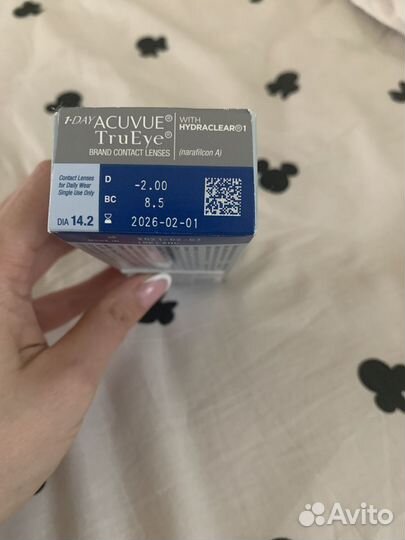 1-DAY ACUVUE®
TruEye®
BRAND CONTACT LENSES
WITH
HYDRACLEAR®1
(narafilcon A)
Contact Lenses
for Daily Wear
Single Use Only
DIA 14.2
D -2.00
BC 8.5
2026-02-01
Avito